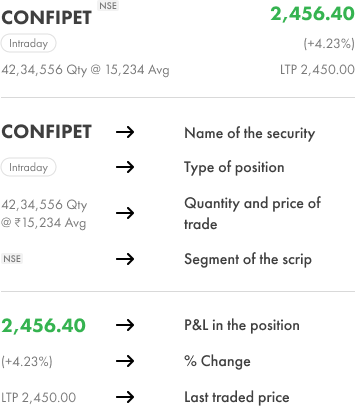 CONFIPET NSE 2,456.40
Intraday (+4.23%)
42,34,556 Qty @ 15,234 Avg LTP 2,450.00
CONFIPET → Name of the security
Intraday → Type of position
42,34,556 Qty
@ ₹15,234 Avg → Quantity and price of
trade
NSE → Segment of the scrip
2,456.40 → P&L in the position
(+4.23%) → % Change
LTP 2,450.00 → Last traded price